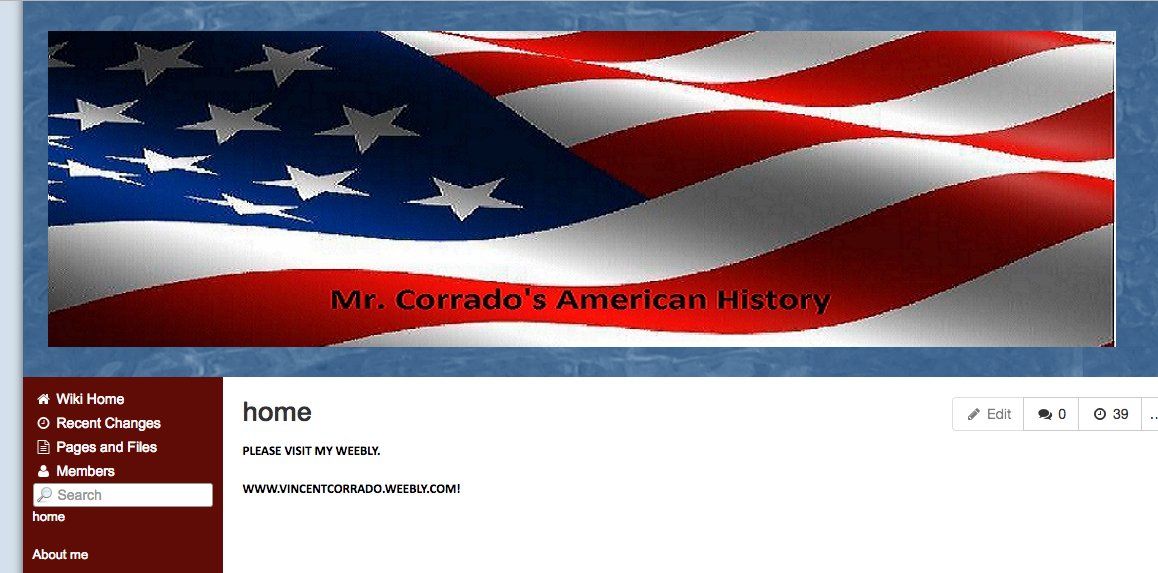 Mr. Corrado's American History
Wiki Home
Recent Changes
Pages and Files
Members
Search
home
About me
home
Edit
0
39
...
PLEASE VISIT MY WEEBLY.
WWW.VINCENTCORRADO.WEEBLY.COM!